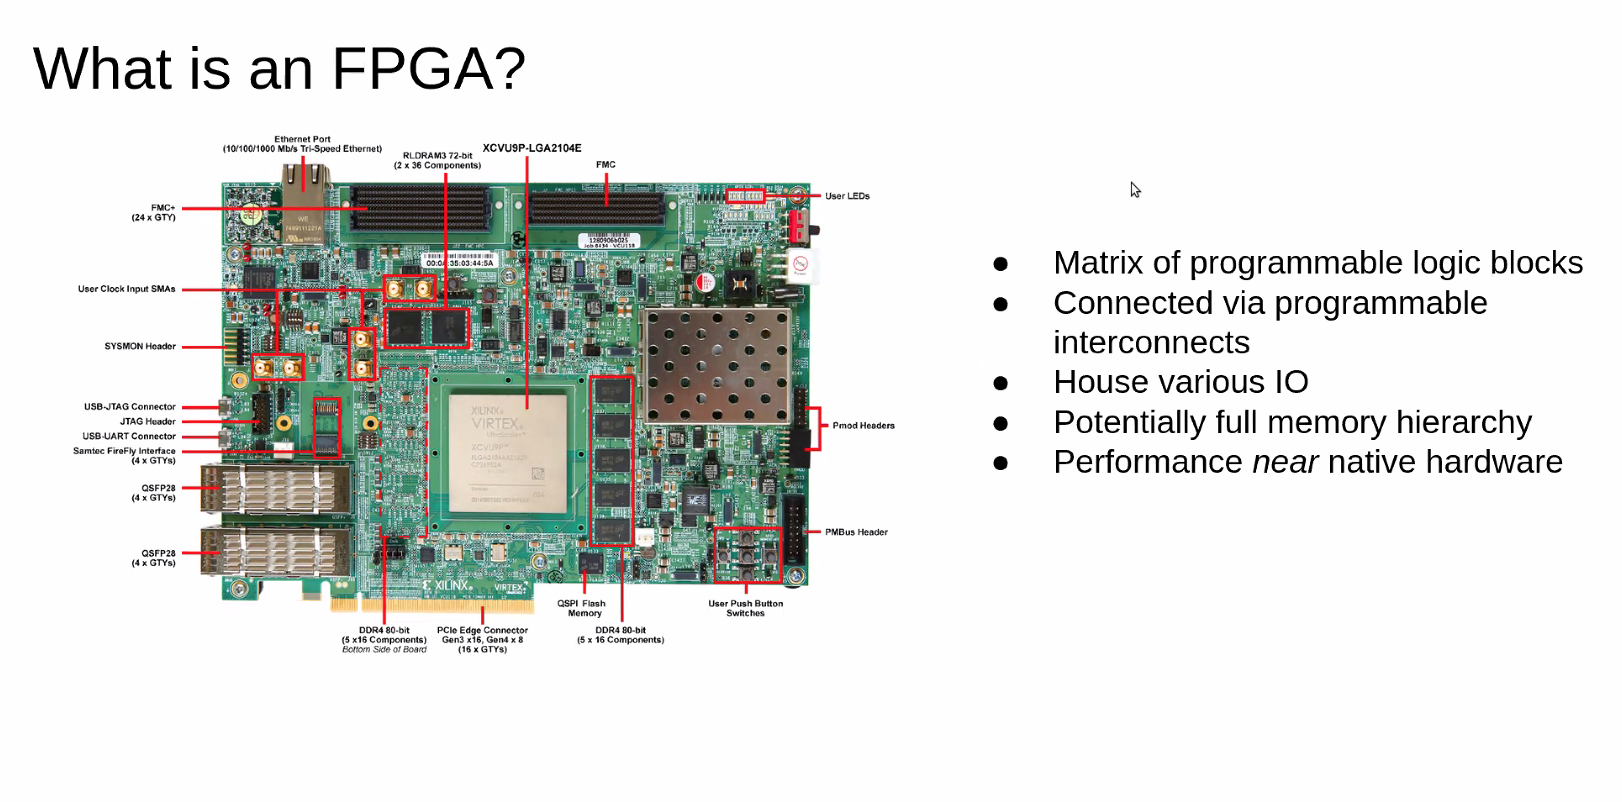 What is an FPGA?
Ethernet Port
(10/100/1000 Mb/s Tri-Speed Ethernet)
RLDRAM3 72-bit
(2 x 36 Components)
XCVU9P-LGA2104E
FMC
User LEDs
FMC+
(24 x GTY)
User Clock Input SMAs
SYSMON Header
USB-JTAG Connector
JTAG Header
USB-UART Connector
Samtec FireFly Interface
(4 x GTYs)
QSFP28
(4 x GTYs)
QSFP28
(4 x GTYs)
Pmod Headers
PMBus Header
XILINX
VIRTEX
XCVU9P
XILINX
VIRTEX
DDR4 80-bit
(5 x16 Components)
Bottom Side of Board
PCIe Edge Connector
Gen3 x16, Gen4 x 8
(16 x GTYs)
QSPI Flash
Memory
DDR4 80-bit
(5 x 16 Components)
User Push Button
Switches
● Matrix of programmable logic blocks
● Connected via programmable
interconnects
● House various IO
● Potentially full memory hierarchy
● Performance near native hardware